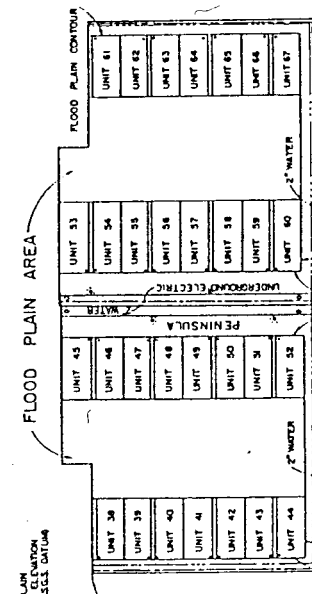 FLOOD PLAIN CONTOUR
UNIT 61
UNIT 62
UNIT 63
UNIT 64
UNIT 65
UNIT 66
UNIT 67
FLOOD PLAIN AREA
UNIT 53
UNIT 54
UNIT 55
UNIT 56
UNIT 57
UNIT 58
UNIT 59
UNIT 60
2" WATER
UNDERGROUND ELECTRIC
2" WATER
PENINSULA
UNIT 45
UNIT 46
UNIT 47
UNIT 48
UNIT 49
UNIT 50
UNIT 51
UNIT 52
2" WATER
UNIT 38
UNIT 39
UNIT 40
UNIT 41
UNIT 42
UNIT 43
UNIT 44
ELEVATION
DATUM)